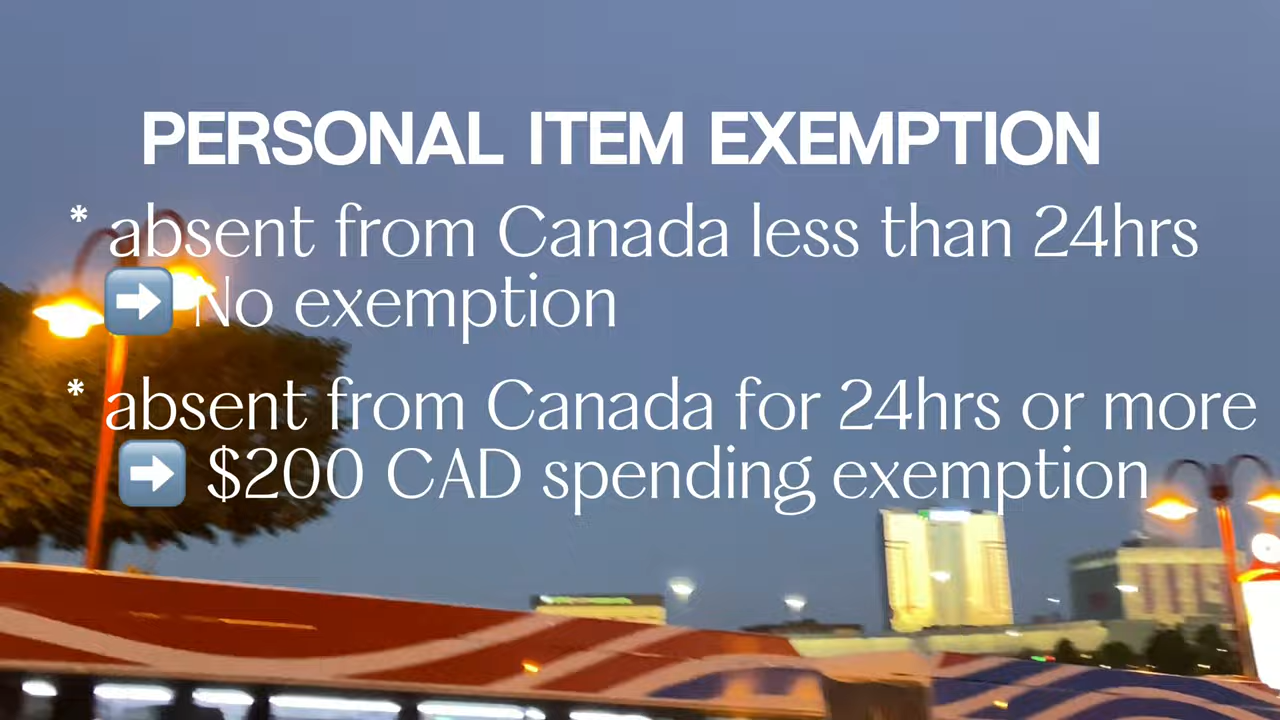 PERSONAL ITEM EXEMPTION
* absent from Canada less than 24hrs
➡️ No exemption
* absent from Canada for 24hrs or more
➡️ $200 CAD spending exemption